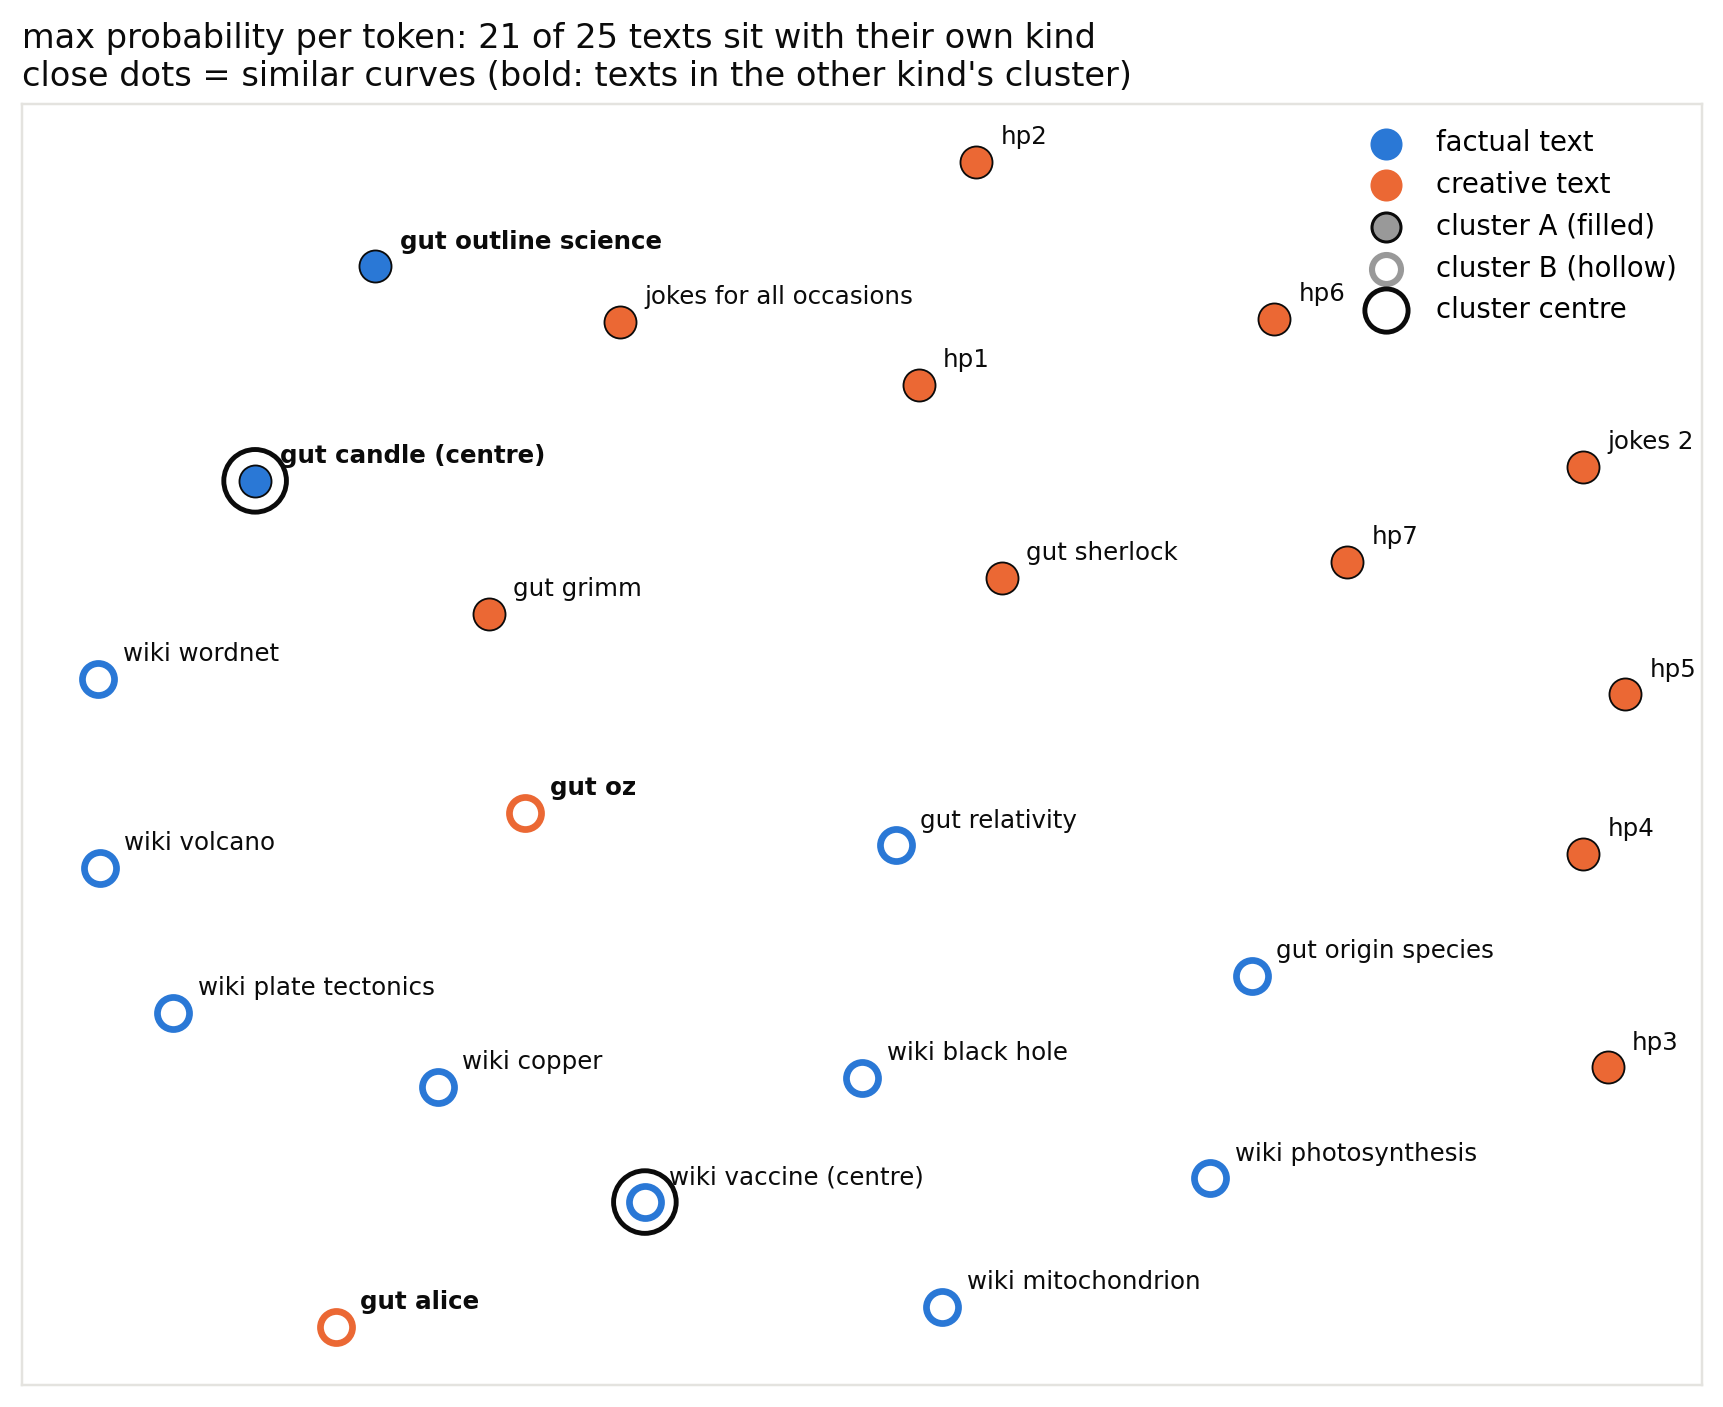 max probability per token: 21 of 25 texts sit with their own kind
close dots = similar curves (bold: texts in the other kind's cluster)
hp2
factual text
creative text
cluster A (filled)
cluster B (hollow)
cluster centre
gut outline science
jokes for all occasions
hp6
hp1
jokes 2
gut candle (centre)
hp7
gut sherlock
gut grimm
wiki wordnet
hp5
gut oz
gut relativity
hp4
wiki volcano
gut origin species
wiki plate tectonics
hp3
wiki black hole
wiki copper
wiki photosynthesis
wiki vaccine (centre)
wiki mitochondrion
gut alice